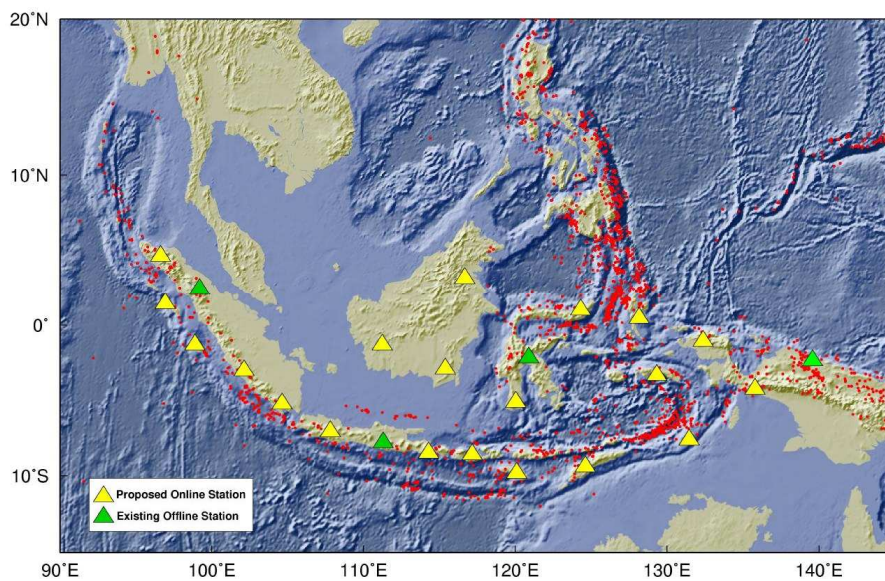 20°N
10°N
0°
10°S
Proposed Online Station
Existing Offline Station
90°E
100°E
110°E
120°E
130°E
140°E